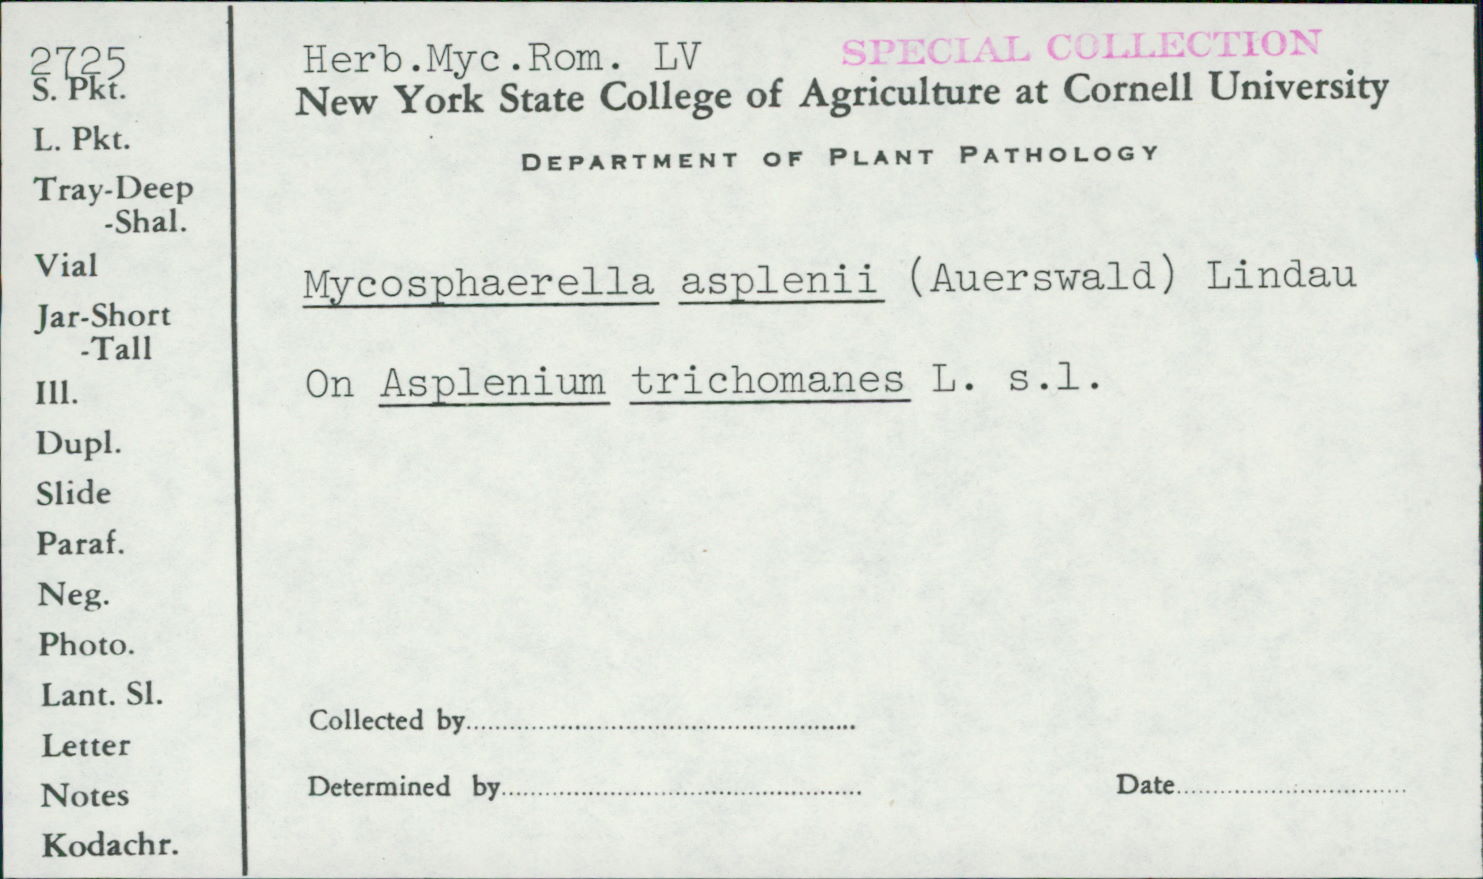 2725
S. Pkt.
L. Pkt.
Tray-Deep
-Shal.
Vial
Jar-Short
-Tall
Ill.
Dupl.
Slide
Paraf.
Neg.
Photo.
Lant. Sl.
Letter
Notes
Kodachr.
Herb.Myc.Rom. LV
SPECIAL COLLECTION
New York State College of Agriculture at Cornell University
DEPARTMENT OF PLANT PATHOLOGY
Mycosphaerella asplenii (Auerswald) Lindau
On Asplenium trichomanes L. s.l.
Collected by
Determined by
Date